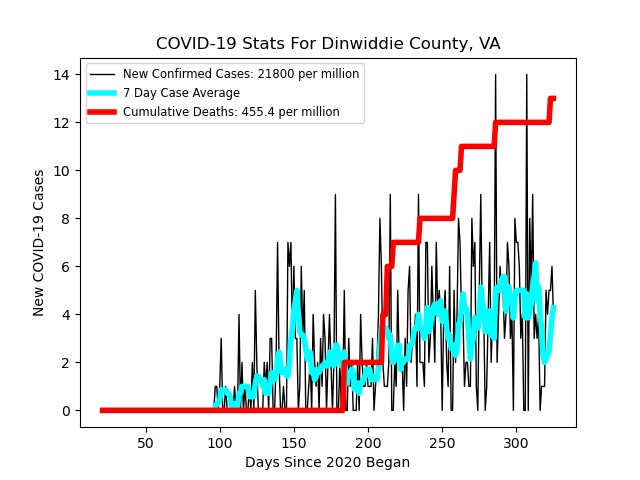 COVID-19 Stats For Dinwiddie County, VA
New Confirmed Cases: 21800 per million
7 Day Case Average
Cumulative Deaths: 455.4 per million
New COVID-19 Cases
14
12
10
8
6
4
2
0
50 100 150 200 250 300
Days Since 2020 Began